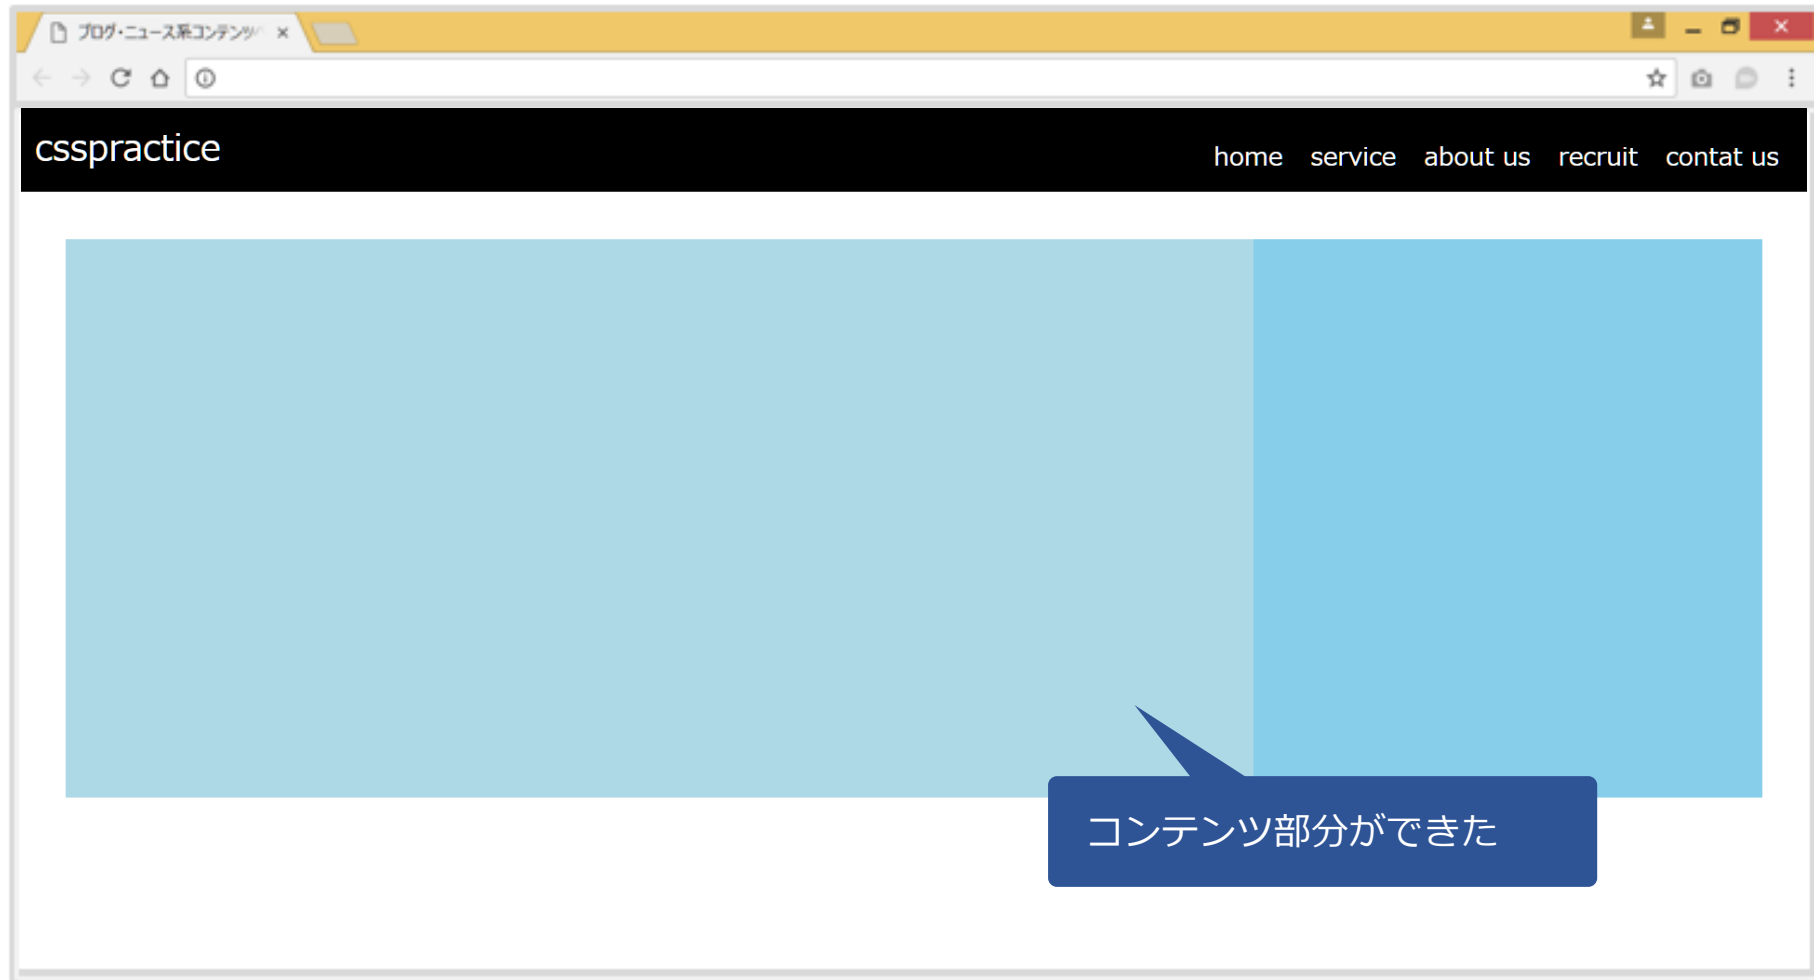 ブログ・ニュース系コンテンツ
csspractice
home service about us recruit contat us
コンテンツ部分ができた